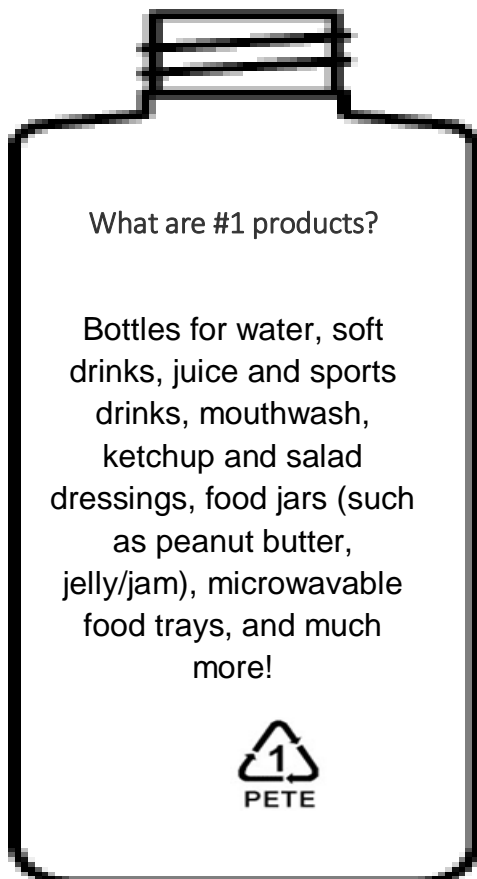 What are #1 products?
Bottles for water, soft
drinks, juice and sports
drinks, mouthwash,
ketchup and salad
dressings, food jars (such
as peanut butter,
jelly/jam), microwavable
food trays, and much
more!
1
PETE